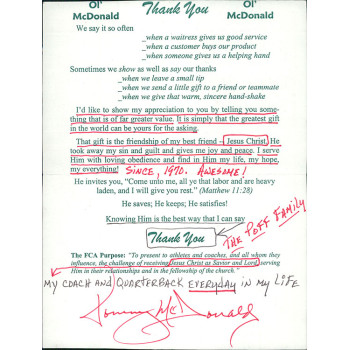 Ol' McDonald Thank You Ol' McDonald
We say it so often
_when a waitress gives us good service
_when a customer buys our product
_when someone gives us a helping hand
Sometimes we show as well as say our thanks
_when we leave a small tip
_when we send a little gift to a friend or teammate
_when we give that warm, sincere hand-shake
I'd like to show my appreciation to you by telling you some-
thing that is of far greater value. It is simply that the greatest gift
in the world can be yours for the asking.
That gift is the friendship of my best friend – Jesus Christ. He
took away my sin and guilt and gives me joy and peace. I serve
Him with loving obedience and find in Him my life, my hope,
my everything! SINCE, 1970. AWESOME!
He invites you, "Come unto me, all ye that labor and are heavy
laden, and I will give you rest." (Matthew 11:28)
He saves; He keeps; He satisfies!
Knowing Him is the best way that I can say
Thank You
THE POFF FAMILY
The FCA Purpose: "To present to athletes and coaches, and all whom they
influence, the challenge of receiving Jesus Christ as Savior and Lord, serving
Him in their relationships and in the fellowship of the church."
MY COACH AND QUARTERBACK EVERYDAY IN MY LIFE
Tommy McDonald